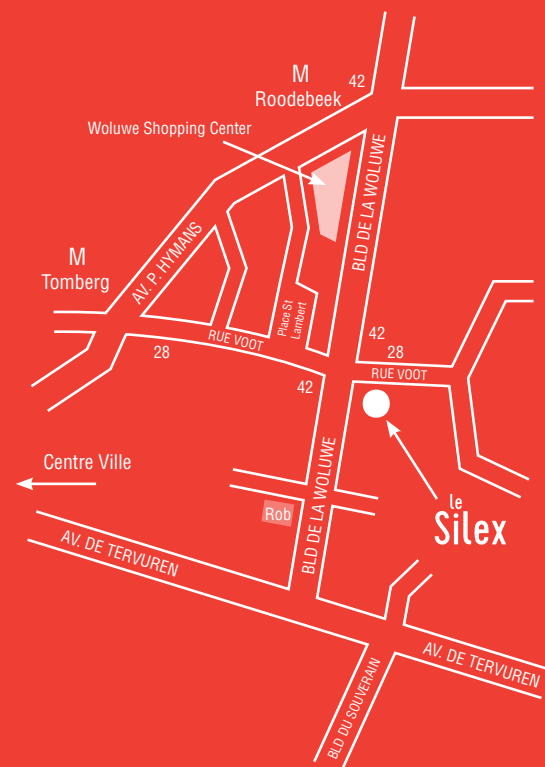 M
Roodebeek
42
Woluwe Shopping Center
BLD DE LA WOLUWE
AV. P. HYMANS
M
Tomberg
Place St
Lambert
28
RUE VOOT
42
28
RUE VOOT
42
Centre Ville
BLD DE LA WOLUWE
Rob
le
Silex
AV. DE TERVUREN
AV. DE TERVUREN
BLD DU SOUVERAIN